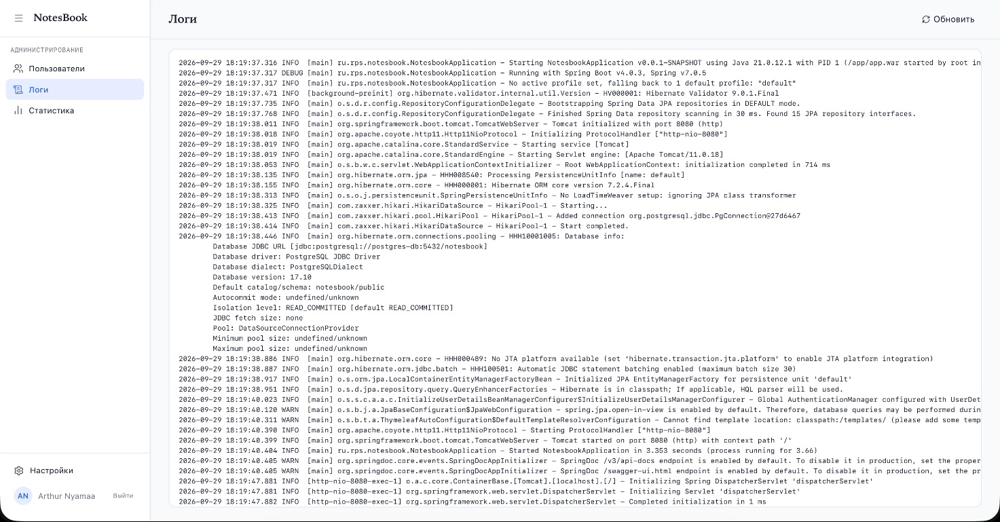 NotesBook
АДМИНИСТРИРОВАНИЕ
Пользователи
Логи
Статистика
Настройки
AN Arthur Nyamaa Выйти
Логи
Обновить
2026-09-29 18:19:37.316 INFO  [main] ru.rps.notesbook.NotesbookApplication - Starting NotesbookApplication v0.0.1-SNAPSHOT using Java 21.0.12.1 with PID 1 (/app/app.war started by root in
2026-09-29 18:19:37.317 DEBUG [main] ru.rps.notesbook.NotesbookApplication - Running with Spring Boot v4.0.3, Spring v7.0.5
2026-09-29 18:19:37.317 INFO  [main] ru.rps.notesbook.NotesbookApplication - No active profile set, falling back to 1 default profile: "default"
2026-09-29 18:19:37.471 INFO  [background-preinit] org.hibernate.validator.internal.util.Version - HV000001: Hibernate Validator 9.0.1.Final
2026-09-29 18:19:37.735 INFO  [main] o.s.d.r.config.RepositoryConfigurationDelegate - Bootstrapping Spring Data JPA repositories in DEFAULT mode.
2026-09-29 18:19:37.768 INFO  [main] o.s.d.r.config.RepositoryConfigurationDelegate - Finished Spring Data repository scanning in 30 ms. Found 15 JPA repository interfaces.
2026-09-29 18:19:38.011 INFO  [main] org.springframework.boot.tomcat.TomcatWebServer - Tomcat initialized with port 8080 (http)
2026-09-29 18:19:38.018 INFO  [main] org.apache.coyote.http11.Http11NioProtocol - Initializing ProtocolHandler ["http-nio-8080"]
2026-09-29 18:19:38.019 INFO  [main] org.apache.catalina.core.StandardService - Starting service [Tomcat]
2026-09-29 18:19:38.019 INFO  [main] org.apache.catalina.core.StandardEngine - Starting Servlet engine: [Apache Tomcat/11.0.18]
2026-09-29 18:19:38.053 INFO  [main] o.s.b.w.c.servlet.WebApplicationContextInitializer - Root WebApplicationContext: initialization completed in 714 ms
2026-09-29 18:19:38.135 INFO  [main] org.hibernate.orm.jpa - HHH008540: Processing PersistenceUnitInfo [name: default]
2026-09-29 18:19:38.155 INFO  [main] org.hibernate.orm.core - HHH000001: Hibernate ORM core version 7.2.4.Final
2026-09-29 18:19:38.313 INFO  [main] o.s.o.j.persistenceunit.SpringPersistenceUnitInfo - No LoadTimeWeaver setup: ignoring JPA class transformer
2026-09-29 18:19:38.325 INFO  [main] com.zaxxer.hikari.HikariDataSource - HikariPool-1 - Starting...
2026-09-29 18:19:38.413 INFO  [main] com.zaxxer.hikari.pool.HikariPool - HikariPool-1 - Added connection org.postgresql.jdbc.PgConnection@27d6467
2026-09-29 18:19:38.414 INFO  [main] com.zaxxer.hikari.HikariDataSource - HikariPool-1 - Start completed.
2026-09-29 18:19:38.446 INFO  [main] org.hibernate.orm.connections.pooling - HHH10001005: Database info:
Database JDBC URL [jdbc:postgresql://postgres-db:5432/notesbook]
Database driver: PostgreSQL JDBC Driver
Database dialect: PostgreSQLDialect
Database version: 17.10
Default catalog/schema: notesbook/public
Autocommit mode: undefined/unknown
Isolation level: READ_COMMITTED [default READ_COMMITTED]
JDBC fetch size: none
Pool: DataSourceConnectionProvider
Minimum pool size: undefined/unknown
Maximum pool size: undefined/unknown
2026-09-29 18:19:38.886 INFO  [main] org.hibernate.orm.core - HHH000489: No JTA platform available (set 'hibernate.transaction.jta.platform' to enable JTA platform integration)
2026-09-29 18:19:38.887 INFO  [main] org.hibernate.orm.jdbc.batch - HHH100501: Automatic JDBC statement batching enabled (maximum batch size 30)
2026-09-29 18:19:38.917 INFO  [main] o.s.orm.jpa.LocalContainerEntityManagerFactoryBean - Initialized JPA EntityManagerFactory for persistence unit 'default'
2026-09-29 18:19:38.951 INFO  [main] o.s.d.jpa.repository.query.QueryEnhancerFactories - Hibernate is in classpath; If applicable, HQL parser will be used.
2026-09-29 18:19:40.023 INFO  [main] o.s.s.c.a.a.c.InitializeUserDetailsBeanManagerConfigurer$InitializeUserDetailsManagerConfigurer - Global AuthenticationManager configured with UserDet
2026-09-29 18:19:40.120 WARN  [main] o.s.b.j.a.JpaBaseConfiguration$JpaWebConfiguration - spring.jpa.open-in-view is enabled by default. Therefore, database queries may be performed durin
2026-09-29 18:19:40.311 WARN  [main] o.s.b.t.a.ThymeleafAutoConfiguration$DefaultTemplateResolverConfiguration - Cannot find template location: classpath:/templates/ (please add some temp
2026-09-29 18:19:40.390 INFO  [main] org.apache.coyote.http11.Http11NioProtocol - Starting ProtocolHandler ["http-nio-8080"]
2026-09-29 18:19:40.399 INFO  [main] org.springframework.boot.tomcat.TomcatWebServer - Tomcat started on port 8080 (http) with context path '/'
2026-09-29 18:19:40.404 INFO  [main] ru.rps.notesbook.NotesbookApplication - Started NotesbookApplication in 3.353 seconds (process running for 3.66)
2026-09-29 18:19:40.405 WARN  [main] org.springdoc.core.events.SpringDocAppInitializer - SpringDoc /v3/api-docs endpoint is enabled by default. To disable it in production, set the proper
2026-09-29 18:19:40.405 WARN  [main] org.springdoc.core.events.SpringDocAppInitializer - SpringDoc /swagger-ui.html endpoint is enabled by default. To disable it in production, set the pr
2026-09-29 18:19:47.881 INFO  [http-nio-8080-exec-1] o.a.c.core.ContainerBase.[Tomcat].[localhost].[/] - Initializing Spring DispatcherServlet 'dispatcherServlet'
2026-09-29 18:19:47.881 INFO  [http-nio-8080-exec-1] org.springframework.web.servlet.DispatcherServlet - Initializing Servlet 'dispatcherServlet'
2026-09-29 18:19:47.882 INFO  [http-nio-8080-exec-1] org.springframework.web.servlet.DispatcherServlet - Completed initialization in 1 ms